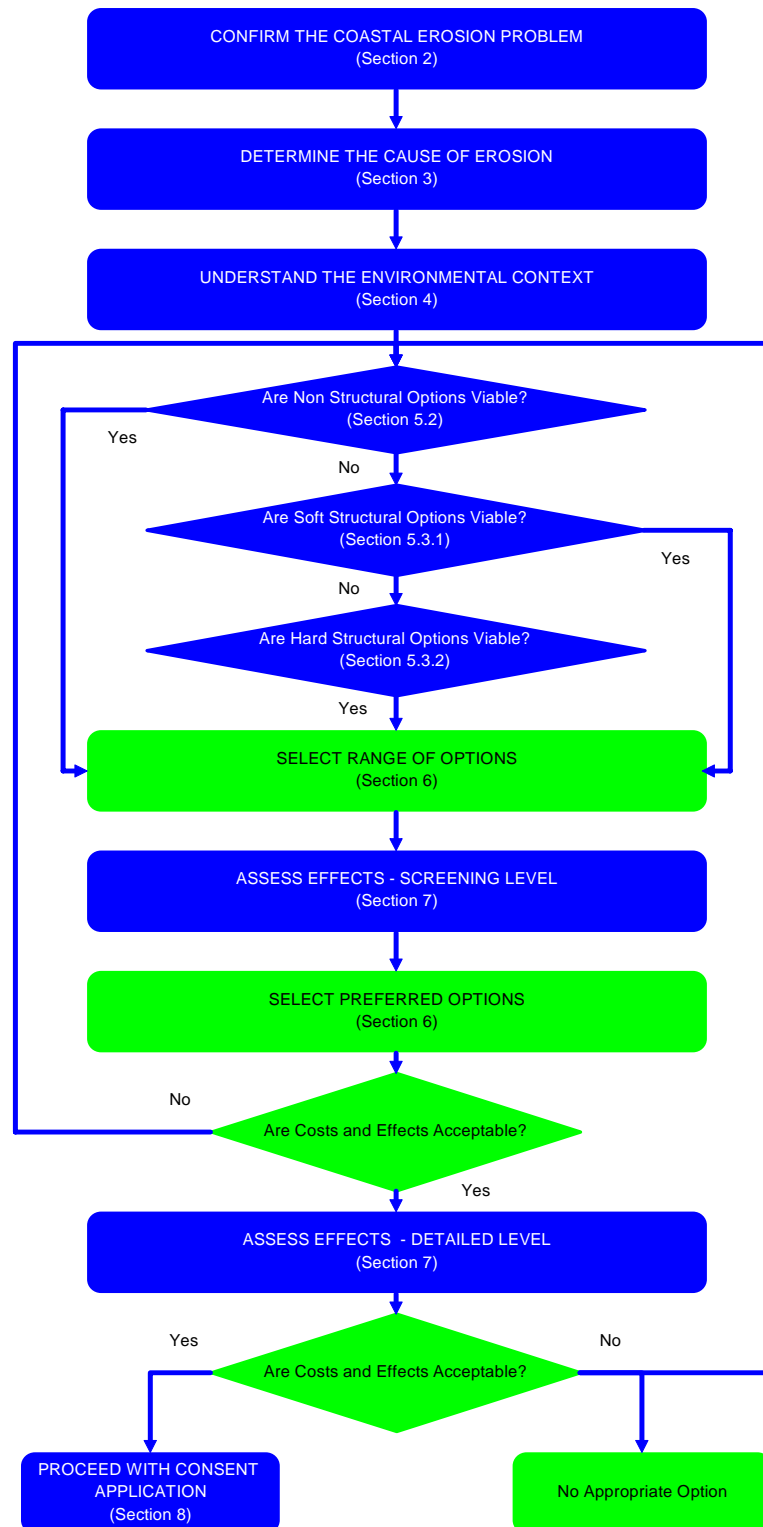 CONFIRM THE COASTAL EROSION PROBLEM
(Section 2)
DETERMINE THE CAUSE OF EROSION
(Section 3)
UNDERSTAND THE ENVIRONMENTAL CONTEXT
(Section 4)
Are Non Structural Options Viable?
(Section 5.2)
Yes
No
Are Soft Structural Options Viable?
(Section 5.3.1)
Yes
No
Are Hard Structural Options Viable?
(Section 5.3.2)
Yes
SELECT RANGE OF OPTIONS
(Section 6)
ASSESS EFFECTS - SCREENING LEVEL
(Section 7)
SELECT PREFERRED OPTIONS
(Section 6)
No
Are Costs and Effects Acceptable?
Yes
ASSESS EFFECTS - DETAILED LEVEL
(Section 7)
Yes
No
Are Costs and Effects Acceptable?
PROCEED WITH CONSENT
APPLICATION
(Section 8)
No Appropriate Option